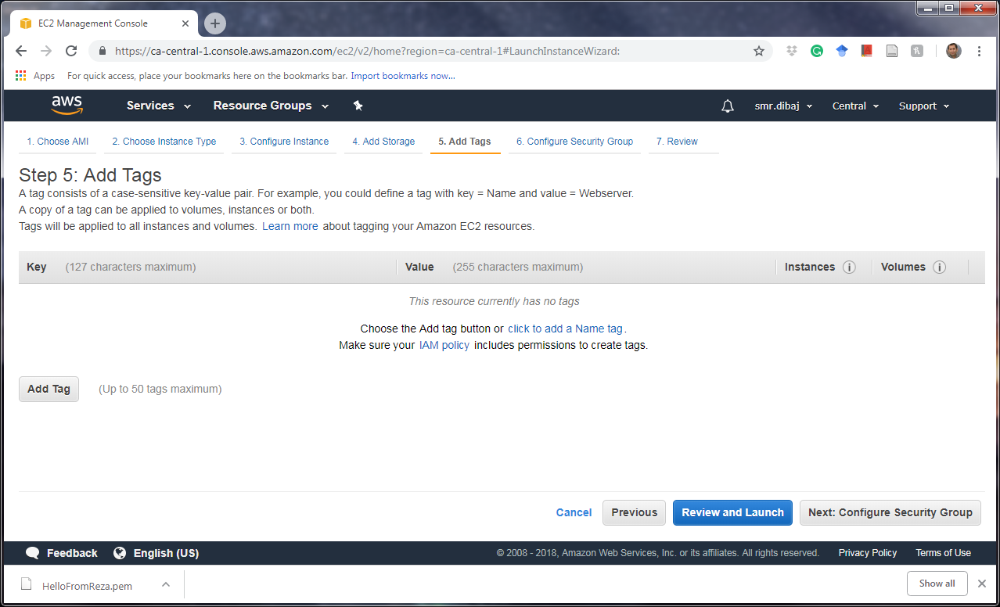 EC2 Management Console
https://ca-central-1.console.aws.amazon.com/ec2/v2/home?region=ca-central-1#LaunchInstanceWizard:
Apps For quick access, place your bookmarks here on the bookmarks bar. Import bookmarks now...
aws Services Resource Groups smr.dibaj Central Support
1. Choose AMI 2. Choose Instance Type 3. Configure Instance 4. Add Storage 5. Add Tags 6. Configure Security Group 7. Review
Step 5: Add Tags
A tag consists of a case-sensitive key-value pair. For example, you could define a tag with key = Name and value = Webserver.
A copy of a tag can be applied to volumes, instances or both.
Tags will be applied to all instances and volumes. Learn more about tagging your Amazon EC2 resources.
Key (127 characters maximum) Value (255 characters maximum) Instances i Volumes i
This resource currently has no tags
Choose the Add tag button or click to add a Name tag.
Make sure your IAM policy includes permissions to create tags.
Add Tag (Up to 50 tags maximum)
Cancel Previous Review and Launch Next: Configure Security Group
Feedback English (US) © 2008 - 2018, Amazon Web Services, Inc. or its affiliates. All rights reserved. Privacy Policy Terms of Use
HelloFromReza.pem Show all